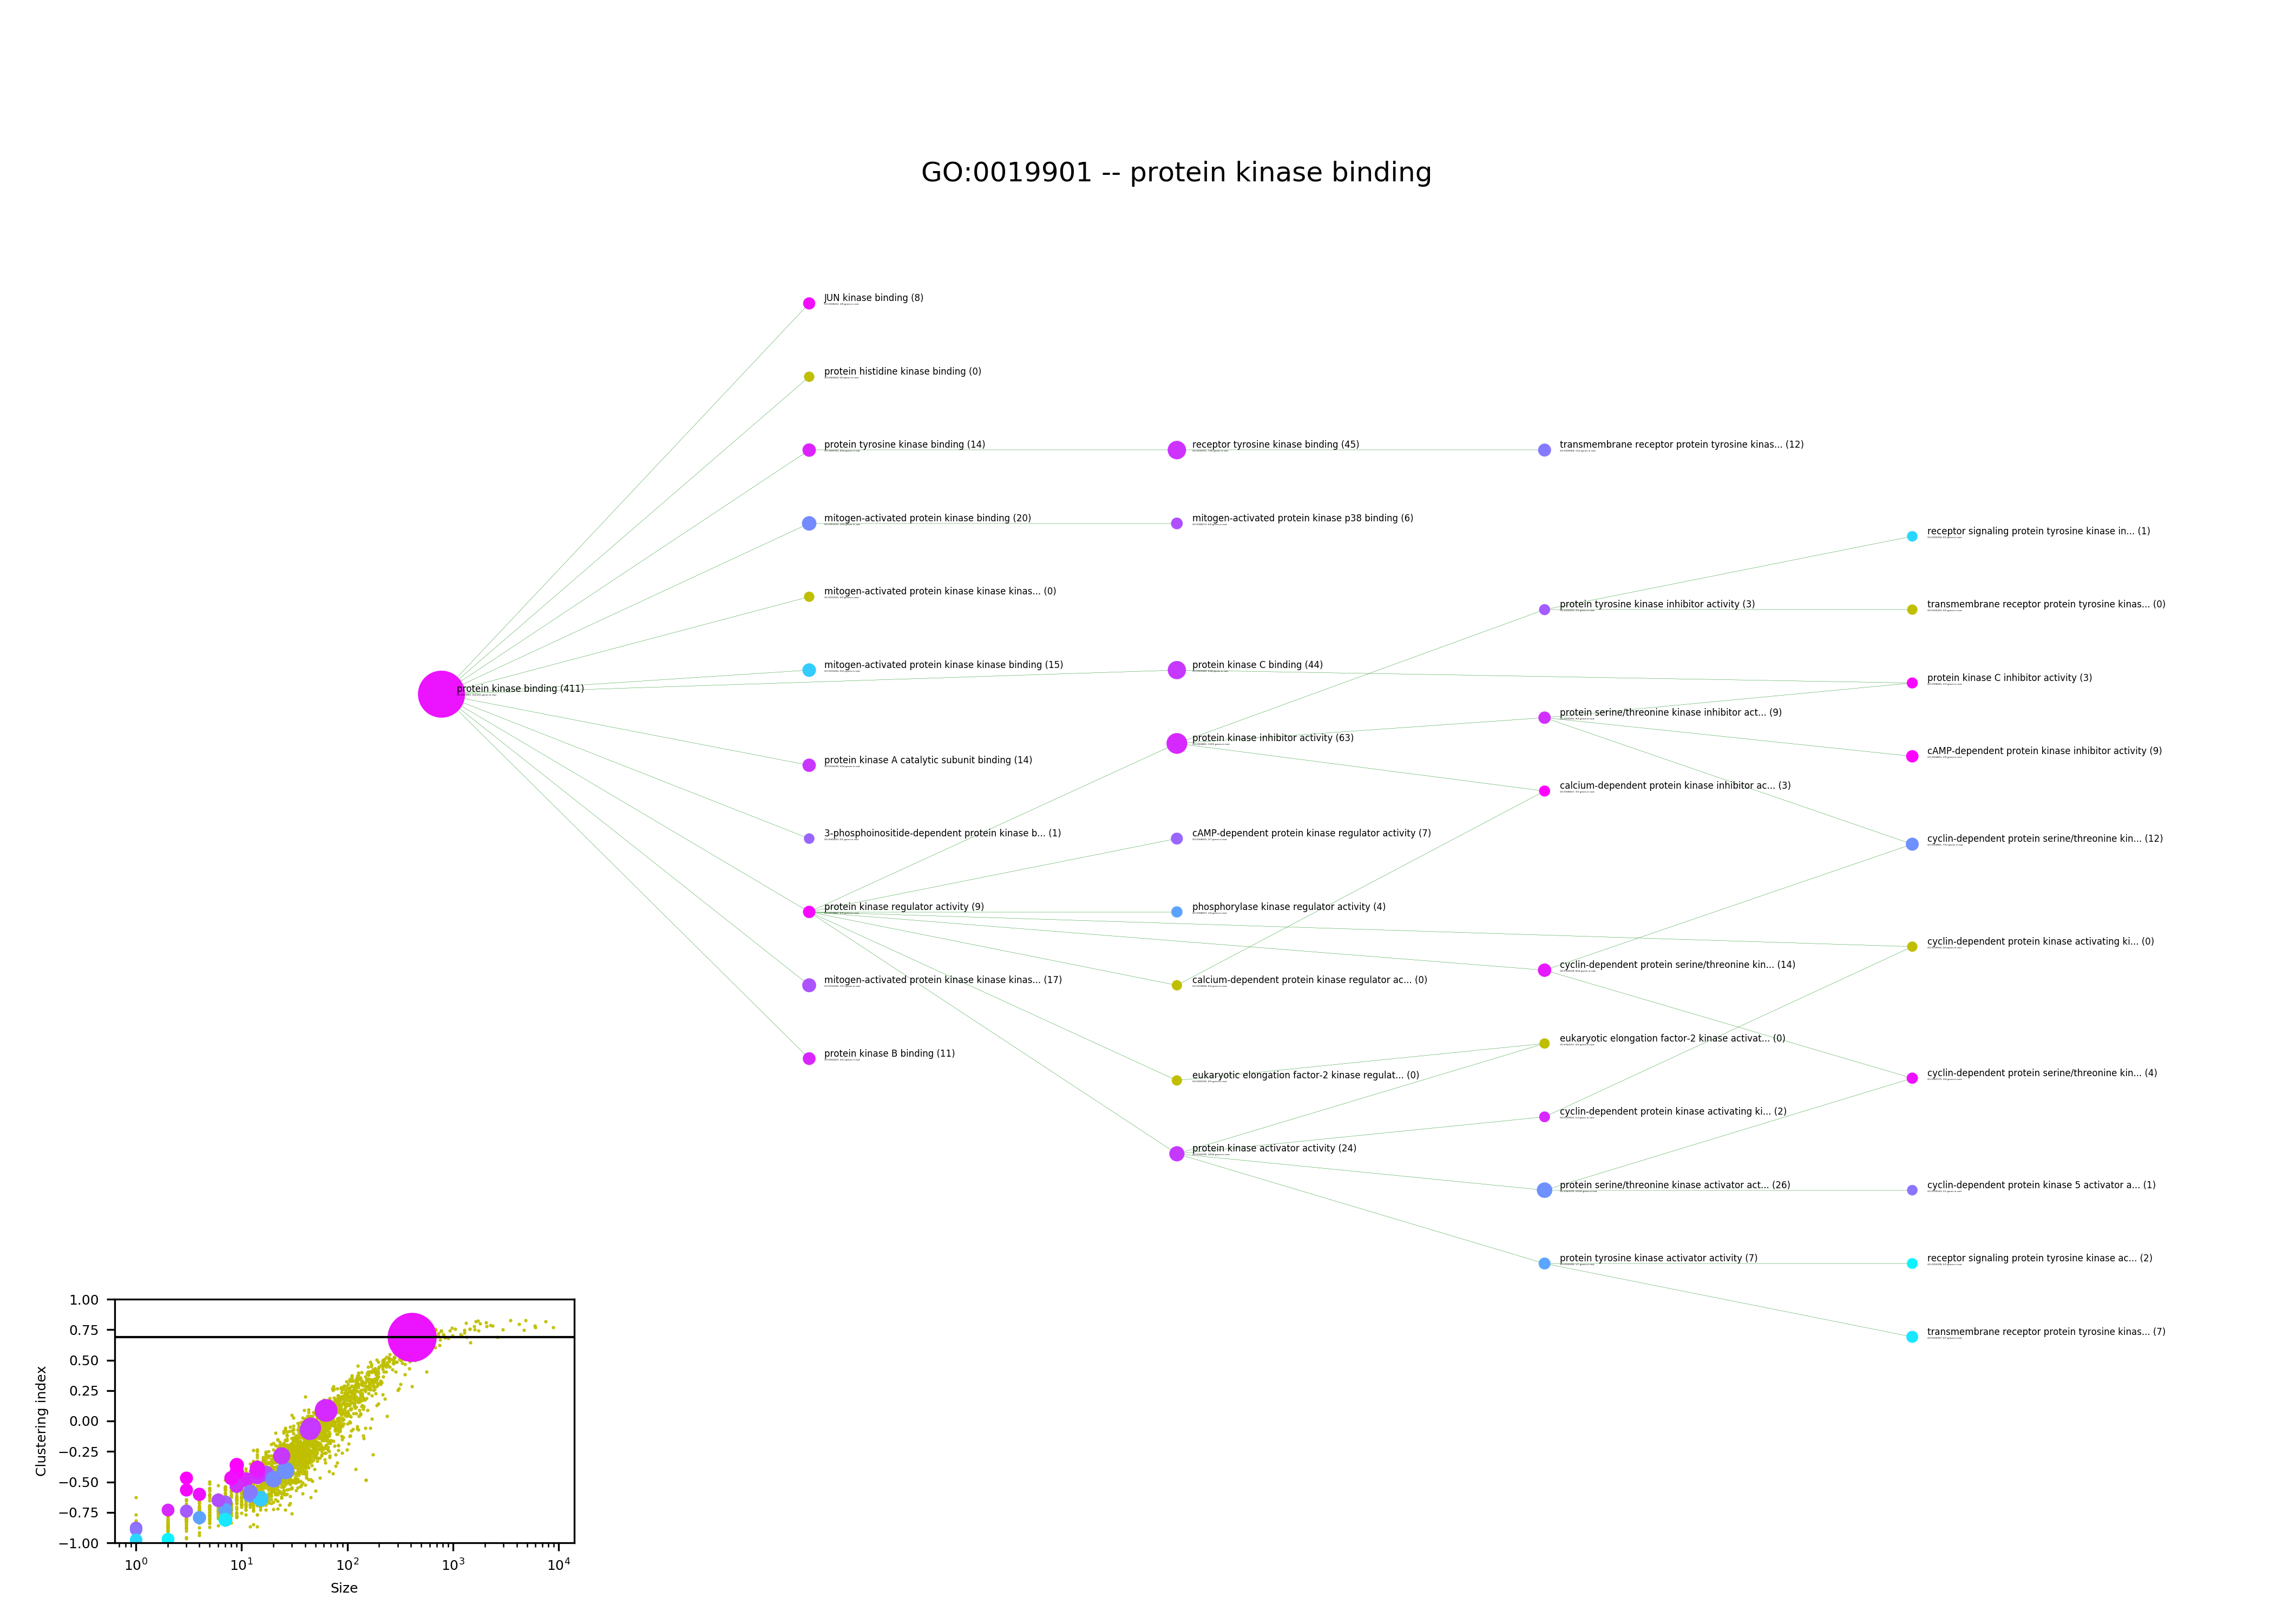 GO:0019901 -- protein kinase binding
JUN kinase binding (8)
protein histidine kinase binding (0)
protein tyrosine kinase binding (14)
receptor tyrosine kinase binding (45)
transmembrane receptor protein tyrosine kinas... (12)
mitogen-activated protein kinase binding (20)
mitogen-activated protein kinase p38 binding (6)
receptor signaling protein tyrosine kinase in... (1)
mitogen-activated protein kinase kinase kinas... (0)
protein tyrosine kinase inhibitor activity (3)
transmembrane receptor protein tyrosine kinas... (0)
mitogen-activated protein kinase kinase binding (15)
protein kinase C binding (44)
protein kinase C inhibitor activity (3)
protein kinase binding (411)
protein serine/threonine kinase inhibitor act... (9)
protein kinase inhibitor activity (63)
cAMP-dependent protein kinase inhibitor activity (9)
protein kinase A catalytic subunit binding (14)
calcium-dependent protein kinase inhibitor ac... (3)
3-phosphoinositide-dependent protein kinase b... (1)
cAMP-dependent protein kinase regulator activity (7)
cyclin-dependent protein serine/threonine kin... (12)
protein kinase regulator activity (9)
phosphorylase kinase regulator activity (4)
cyclin-dependent protein kinase activating ki... (0)
cyclin-dependent protein serine/threonine kin... (14)
mitogen-activated protein kinase kinase kinas... (17)
calcium-dependent protein kinase regulator ac... (0)
eukaryotic elongation factor-2 kinase activat... (0)
protein kinase B binding (11)
eukaryotic elongation factor-2 kinase regulat... (0)
cyclin-dependent protein serine/threonine kin... (4)
cyclin-dependent protein kinase activating ki... (2)
protein kinase activator activity (24)
protein serine/threonine kinase activator act... (26)
cyclin-dependent protein kinase 5 activator a... (1)
protein tyrosine kinase activator activity (7)
receptor signaling protein tyrosine kinase ac... (2)
transmembrane receptor protein tyrosine kinas... (7)
1.00
0.75
0.50
0.25
0.00
−0.25
−0.50
−0.75
−1.00
Clustering index
10⁰ 10¹ 10² 10³ 10⁴
Size